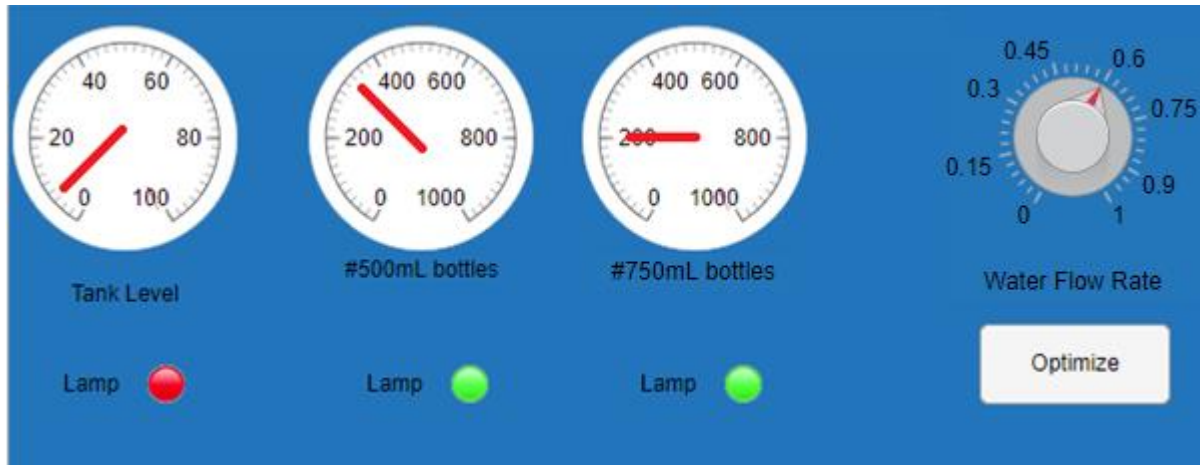 40 60
20 80
0 100
Tank Level
Lamp
400 600
200 800
0 1000
#500mL bottles
Lamp
400 600
200 800
0 1000
#750mL bottles
Lamp
0.45 0.6
0.3 0.75
0.15 0.9
0 1
Water Flow Rate
Optimize